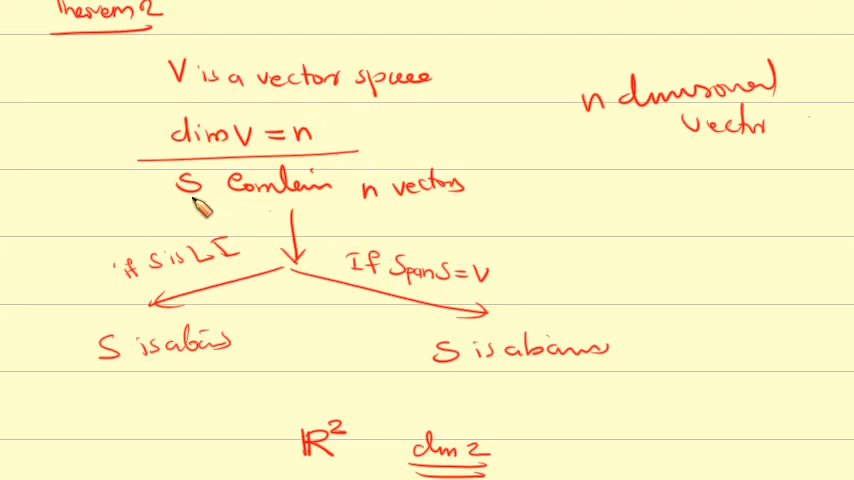 Theorem 2
V is a vector space
n dimensional
vector
dim V = n
S contain n vectors
if S is LI
If Span S = V
S is a basis
S is a basis
ℝ² dm 2